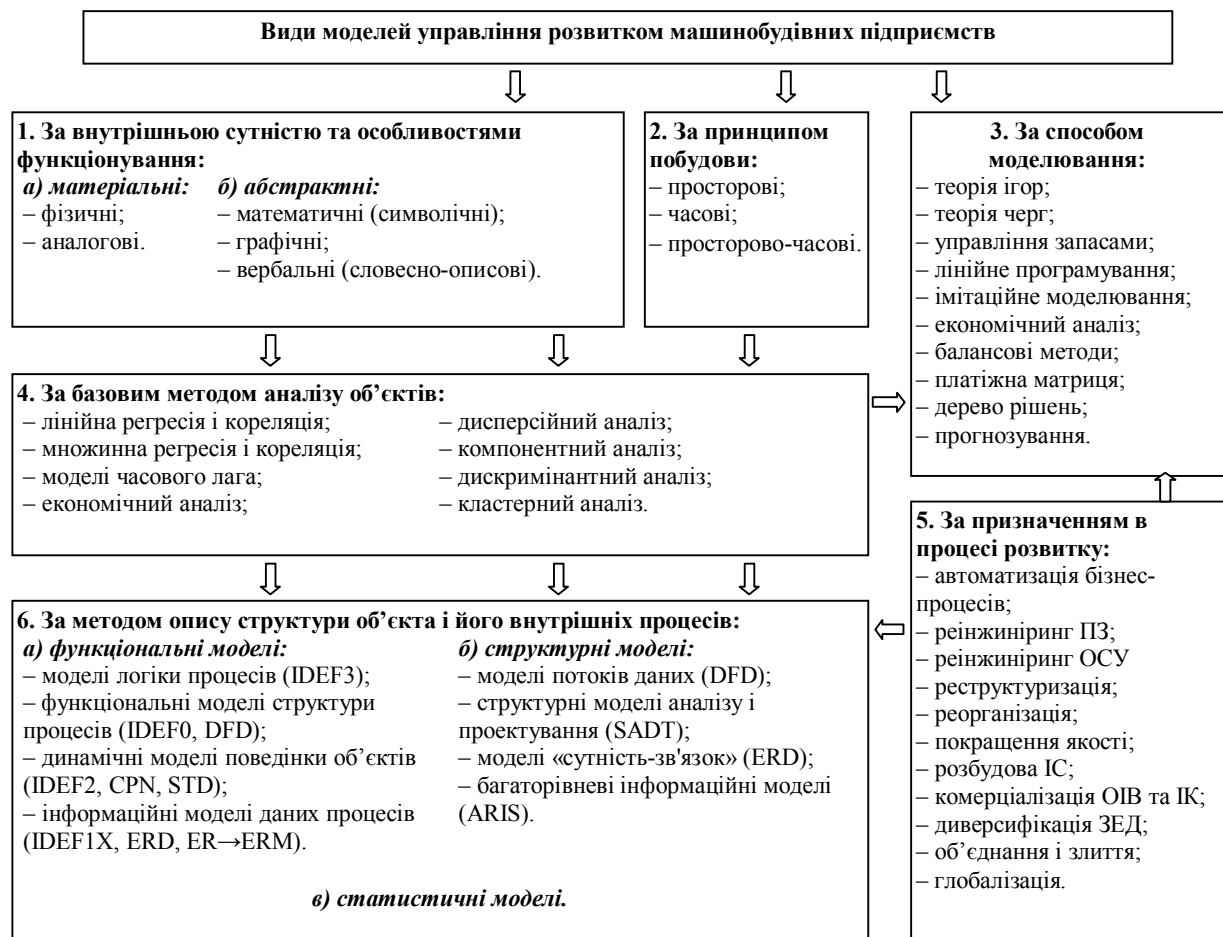 Види моделей управління розвитком машинобудівних підприємств
1. За внутрішньою сутністю та особливостями
функціонування:
а) матеріальні:
– фізичні;
– аналогові.
б) абстрактні:
– математичні (символічні);
– графічні;
– вербальні (словесно-описові).
2. За принципом
побудови:
– просторові;
– часові;
– просторово-часові.
3. За способом
моделювання:
– теорія ігор;
– теорія черг;
– управління запасами;
– лінійне програмування;
– імітаційне моделювання;
– економічний аналіз;
– балансові методи;
– платіжна матриця;
– дерево рішень;
– прогнозування.
4. За базовим методом аналізу об’єктів:
– лінійна регресія і кореляція;
– множинна регресія і кореляція;
– моделі часового лага;
– економічний аналіз;
– дисперсійний аналіз;
– компонентний аналіз;
– дискримінантний аналіз;
– кластерний аналіз.
5. За призначенням в
процесі розвитку:
– автоматизація бізнес-
процесів;
– реінжиніринг ПЗ;
– реінжиніринг ОСУ
– реструктуризація;
– реорганізація;
– покращення якості;
– розбудова ІС;
– комерціалізація ОІВ та ІК;
– диверсифікація ЗЕД;
– об’єднання і злиття;
– глобалізація.
6. За методом опису структури об’єкта і його внутрішніх процесів:
а) функціональні моделі:
– моделі логіки процесів (IDEF3);
– функціональні моделі структури
процесів (IDEF0, DFD);
– динамічні моделі поведінки об’єктів
(IDEF2, CPN, STD);
– інформаційні моделі даних процесів
(IDEF1X, ERD, ER→ERM).
б) структурні моделі:
– моделі потоків даних (DFD);
– структурні моделі аналізу і
проектування (SADT);
– моделі «сутність-зв'язок» (ERD);
– багаторівневі інформаційні моделі
(ARIS).
в) статистичні моделі.